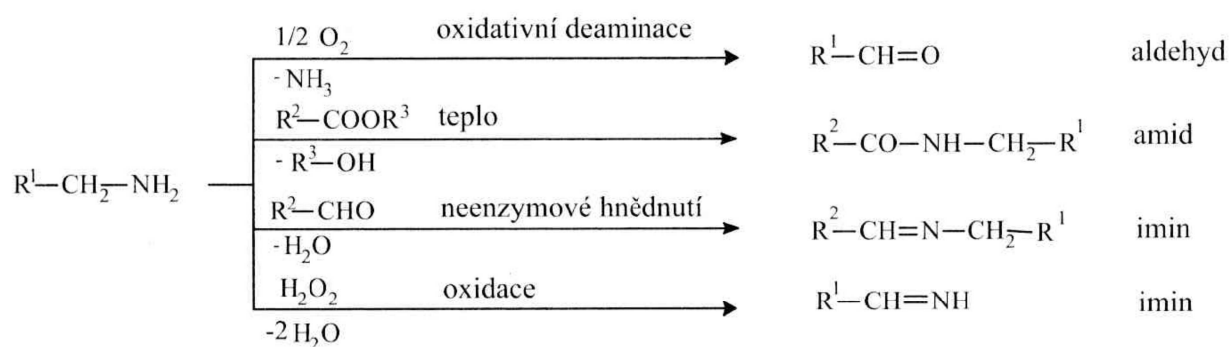 1/2 O₂ oxidativní deaminace
R¹—CH=O aldehyd
-NH₃
R²—COOR³ teplo
R²—CO—NH—CH₂—R¹ amid
- R³—OH
R¹—CH₂—NH₂
R²—CHO neenzymové hnědnutí
R²—CH=N—CH₂—R¹ imin
-H₂O
H₂O₂ oxidace
R¹—CH=NH imin
-2 H₂O